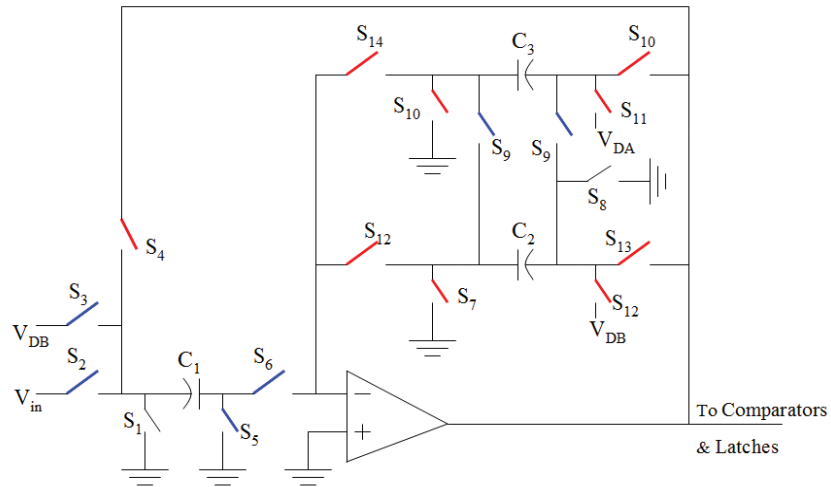 S14
C3
S10
S10
S9
S9
S11
VDA
S8
S4
S12
C2
S13
S3
S7
S12
VDB
VDB
S2
C1
S6
Vin
S1
S5
−
+
To Comparators
& Latches